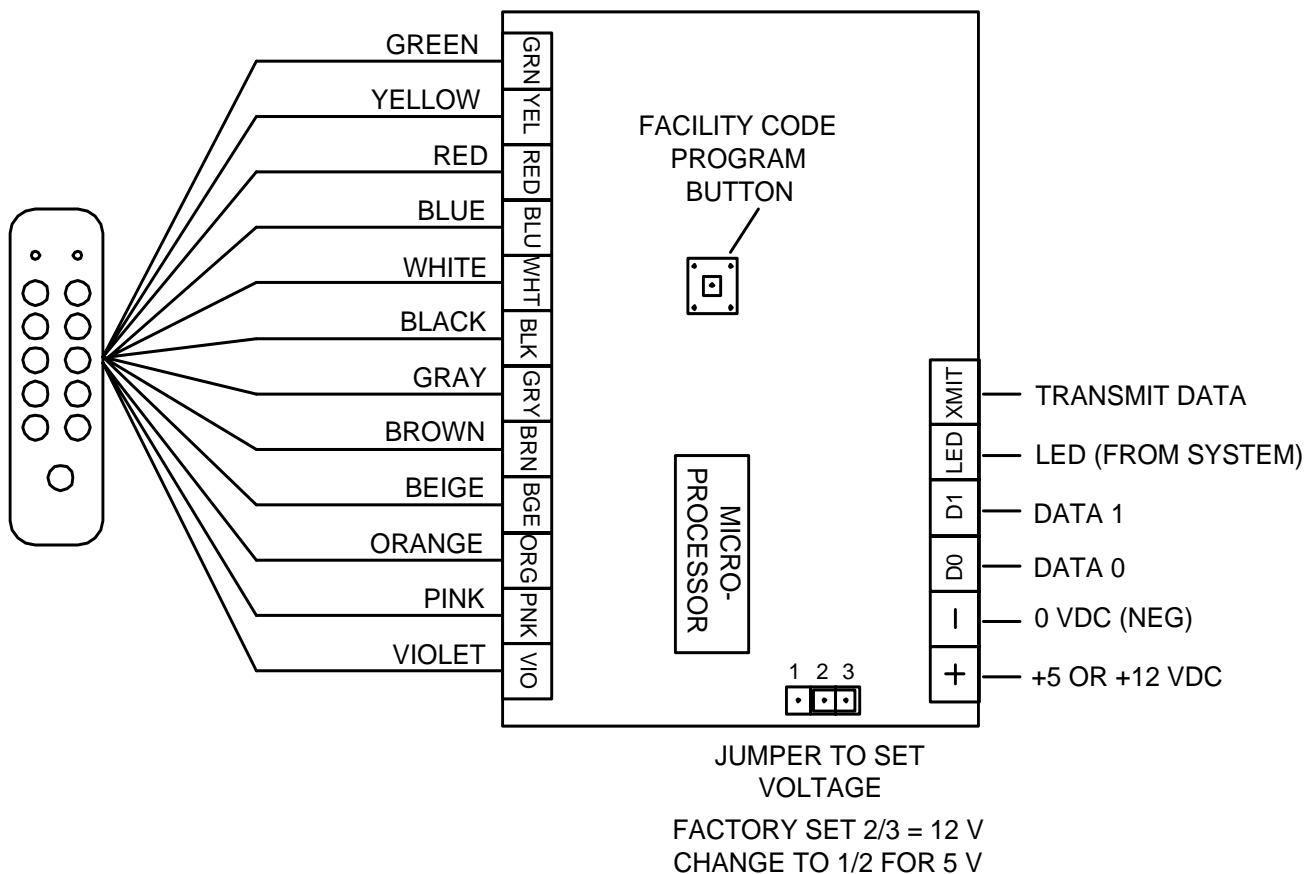 GREEN
YELLOW
RED
BLUE
WHITE
BLACK
GRAY
BROWN
BEIGE
ORANGE
PINK
VIOLET
GRN
YEL
RED
BLU
WHT
BLK
GRY
BRN
BGE
ORG
PNK
VIO
FACILITY CODE
PROGRAM
BUTTON
MICRO-
PROCESSOR
1 2 3
XMIT
LED
D1
D0
–
+
TRANSMIT DATA
LED (FROM SYSTEM)
DATA 1
DATA 0
0 VDC (NEG)
+5 OR +12 VDC
JUMPER TO SET
VOLTAGE
FACTORY SET 2/3 = 12 V
CHANGE TO 1/2 FOR 5 V